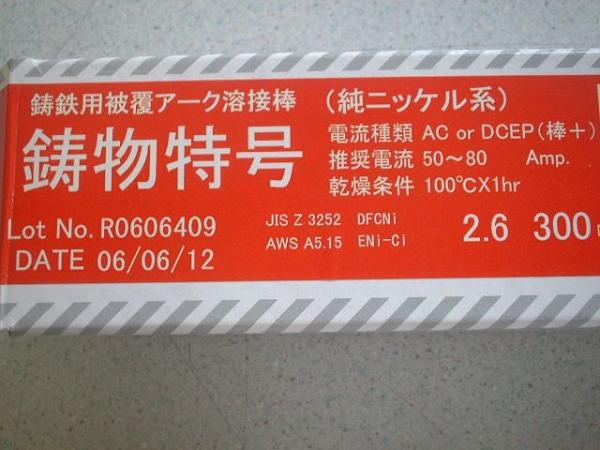 鋳鉄用被覆アーク溶接棒 (純ニッケル系)
鋳物特号
電流種類 AC or DCEP(棒+)
推奨電流 50~80 Amp.
乾燥条件 100℃X1hr
Lot No. R0606409
DATE 06/06/12
JIS Z 3252 DFCNi
AWS A5.15 ENi-CI
2.6 300